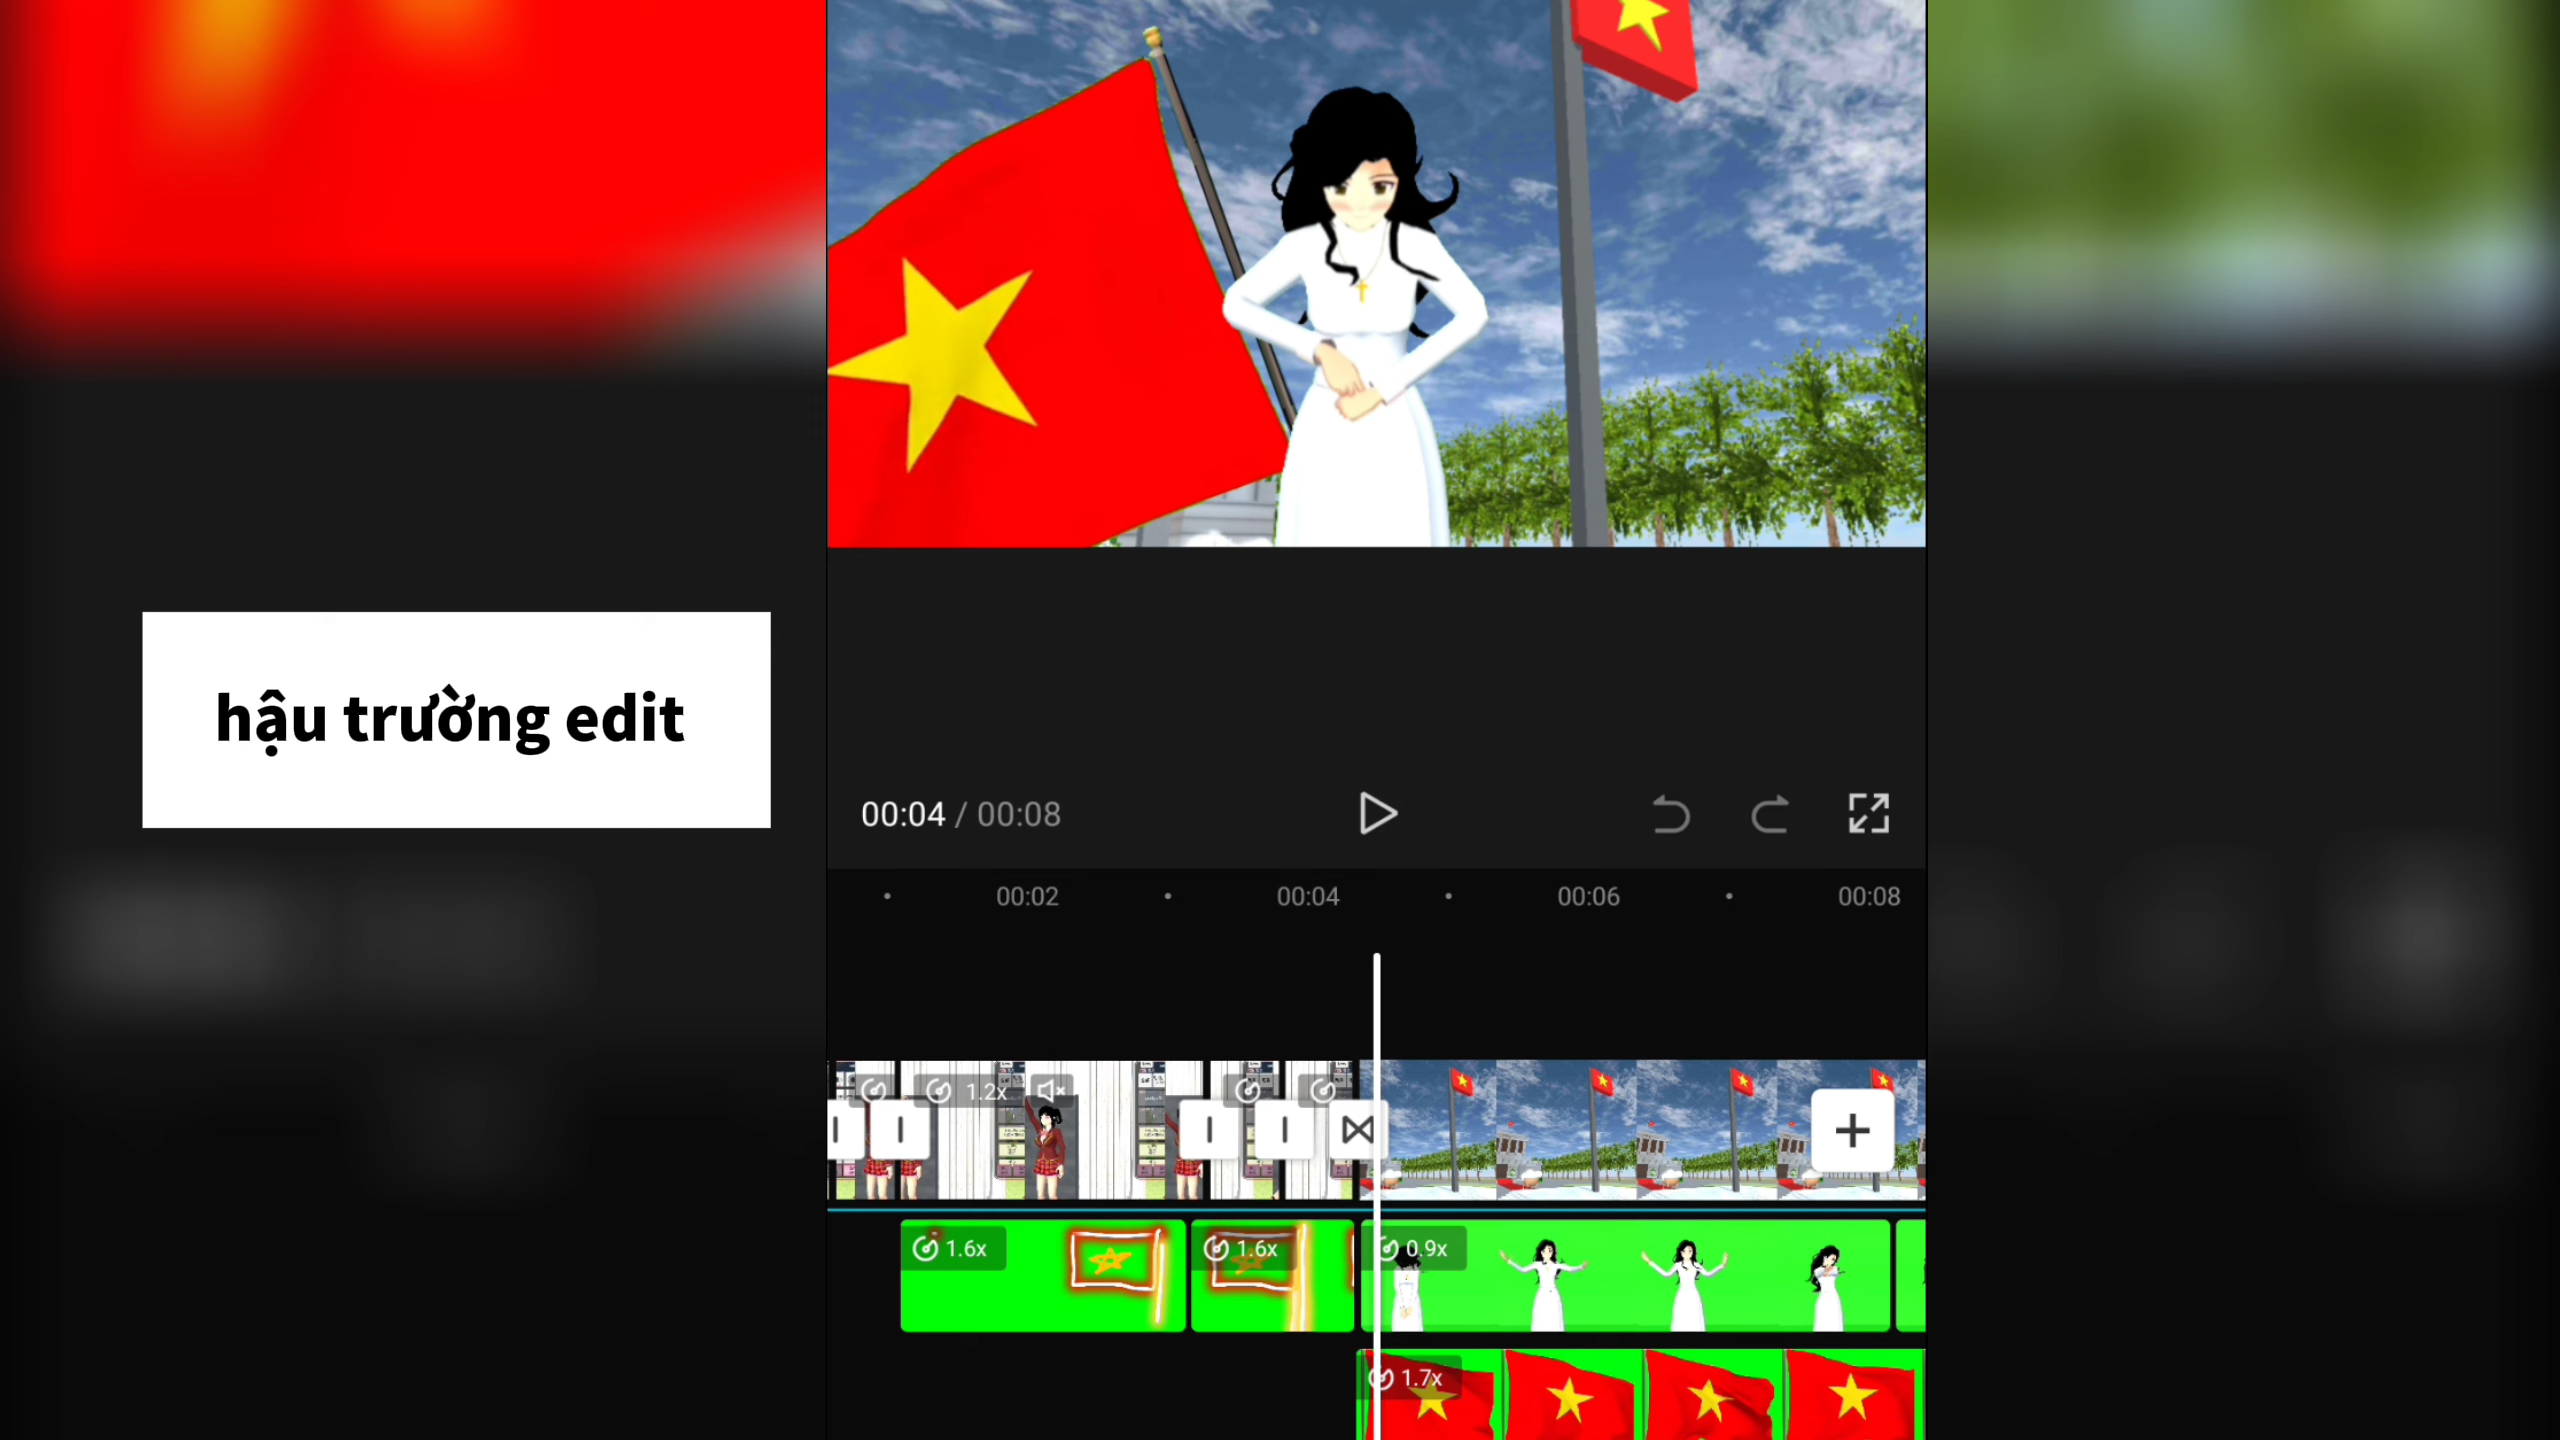 hậu trường edit
00:04 / 00:08
00:02
00:04
00:06
00:08
1.2x
1.6x
1.6x
0.9x
1.7x